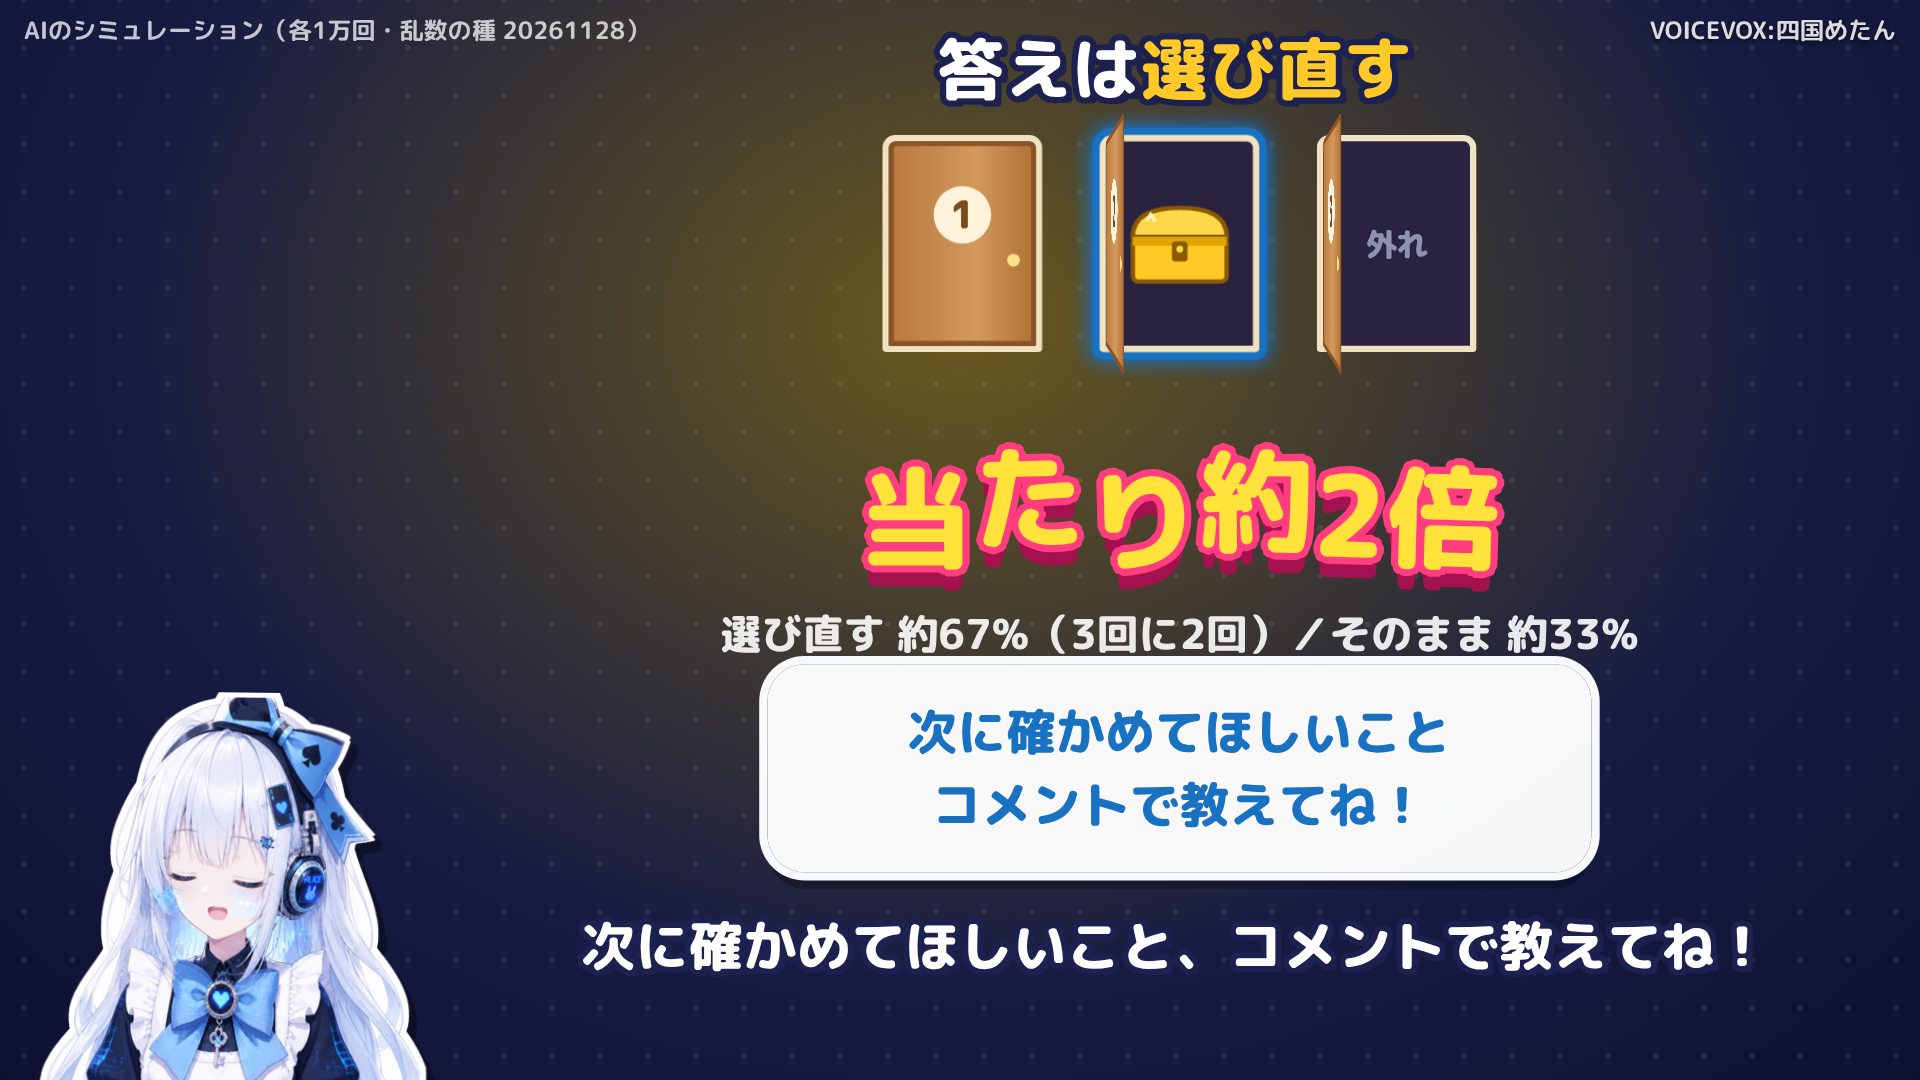 AIのシミュレーション（各1万回・乱数の種 20261128）
VOICEVOX:四国めたん
答えは選び直す
1
外れ
当たり約2倍
選び直す 約67%（3回に2回）／そのまま 約33%
次に確かめてほしいこと
コメントで教えてね！
ALICE
次に確かめてほしいこと、コメントで教えてね！